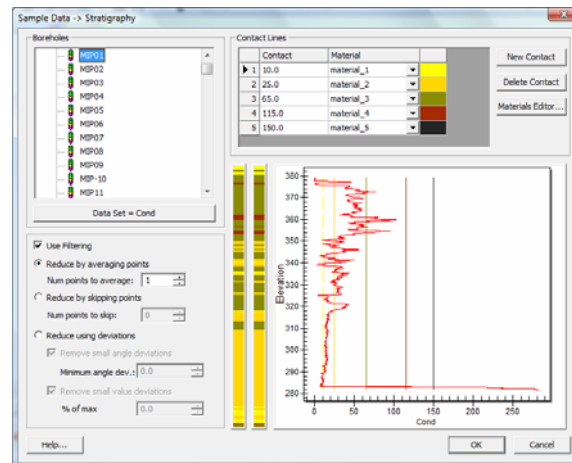 Sample Data -> Stratigraphy
Boreholes
MIP01
MIP02
MIP03
MIP04
MIP05
MIP06
MIP07
MIP08
MIP09
MIP-10
MIP11
Data Set = Cond
Contact Lines
Contact Material
1 10.0 material_1
2 25.0 material_2
3 65.0 material_3
4 115.0 material_4
5 150.0 material_5
New Contact
Delete Contact
Materials Editor...
Use Filtering
Reduce by averaging points
Num points to average: 1
Reduce by skipping points
Num points to skip: 0
Reduce using deviations
Remove small angle deviations
Minimum angle dev.: 0.0
Remove small value deviations
% of max 0.0
Elevation
380
370
360
350
340
330
320
310
300
290
280
0 50 100 150 200 250
Cond
Help...
OK
Cancel